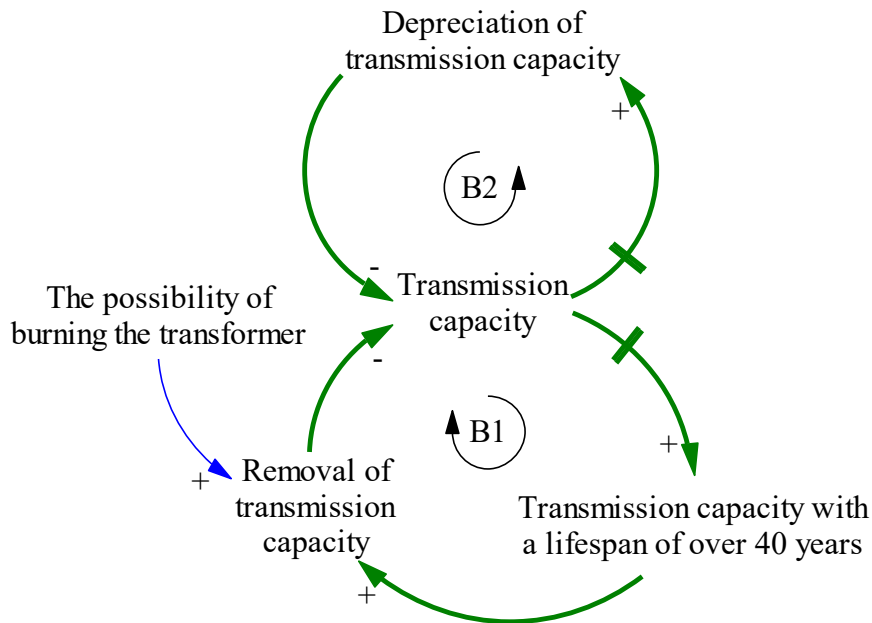 Depreciation of
transmission capacity
+
B2
-
Transmission
capacity
The possibility of
burning the transformer
-
B1
+
+
Removal of
transmission
capacity
Transmission capacity with
a lifespan of over 40 years
+